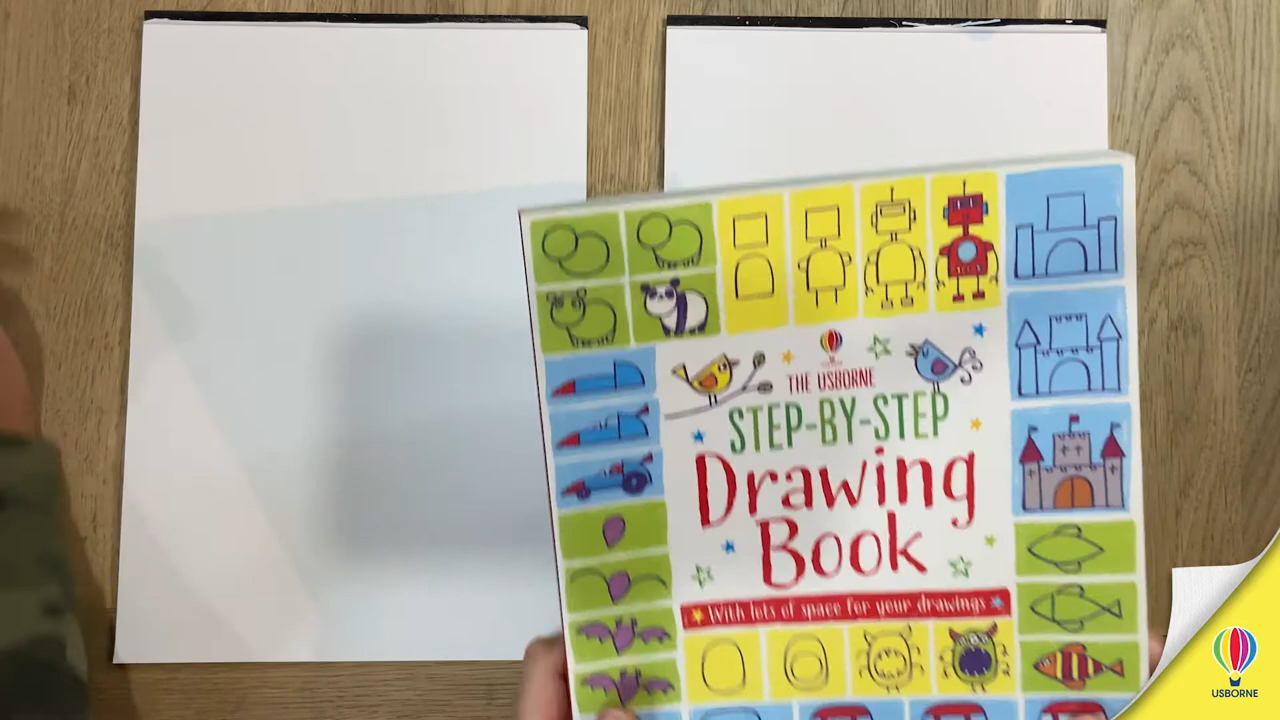 THE USBORNE
STEP-BY-STEP
Drawing
Book
With lots of space for your drawings
USBORNE